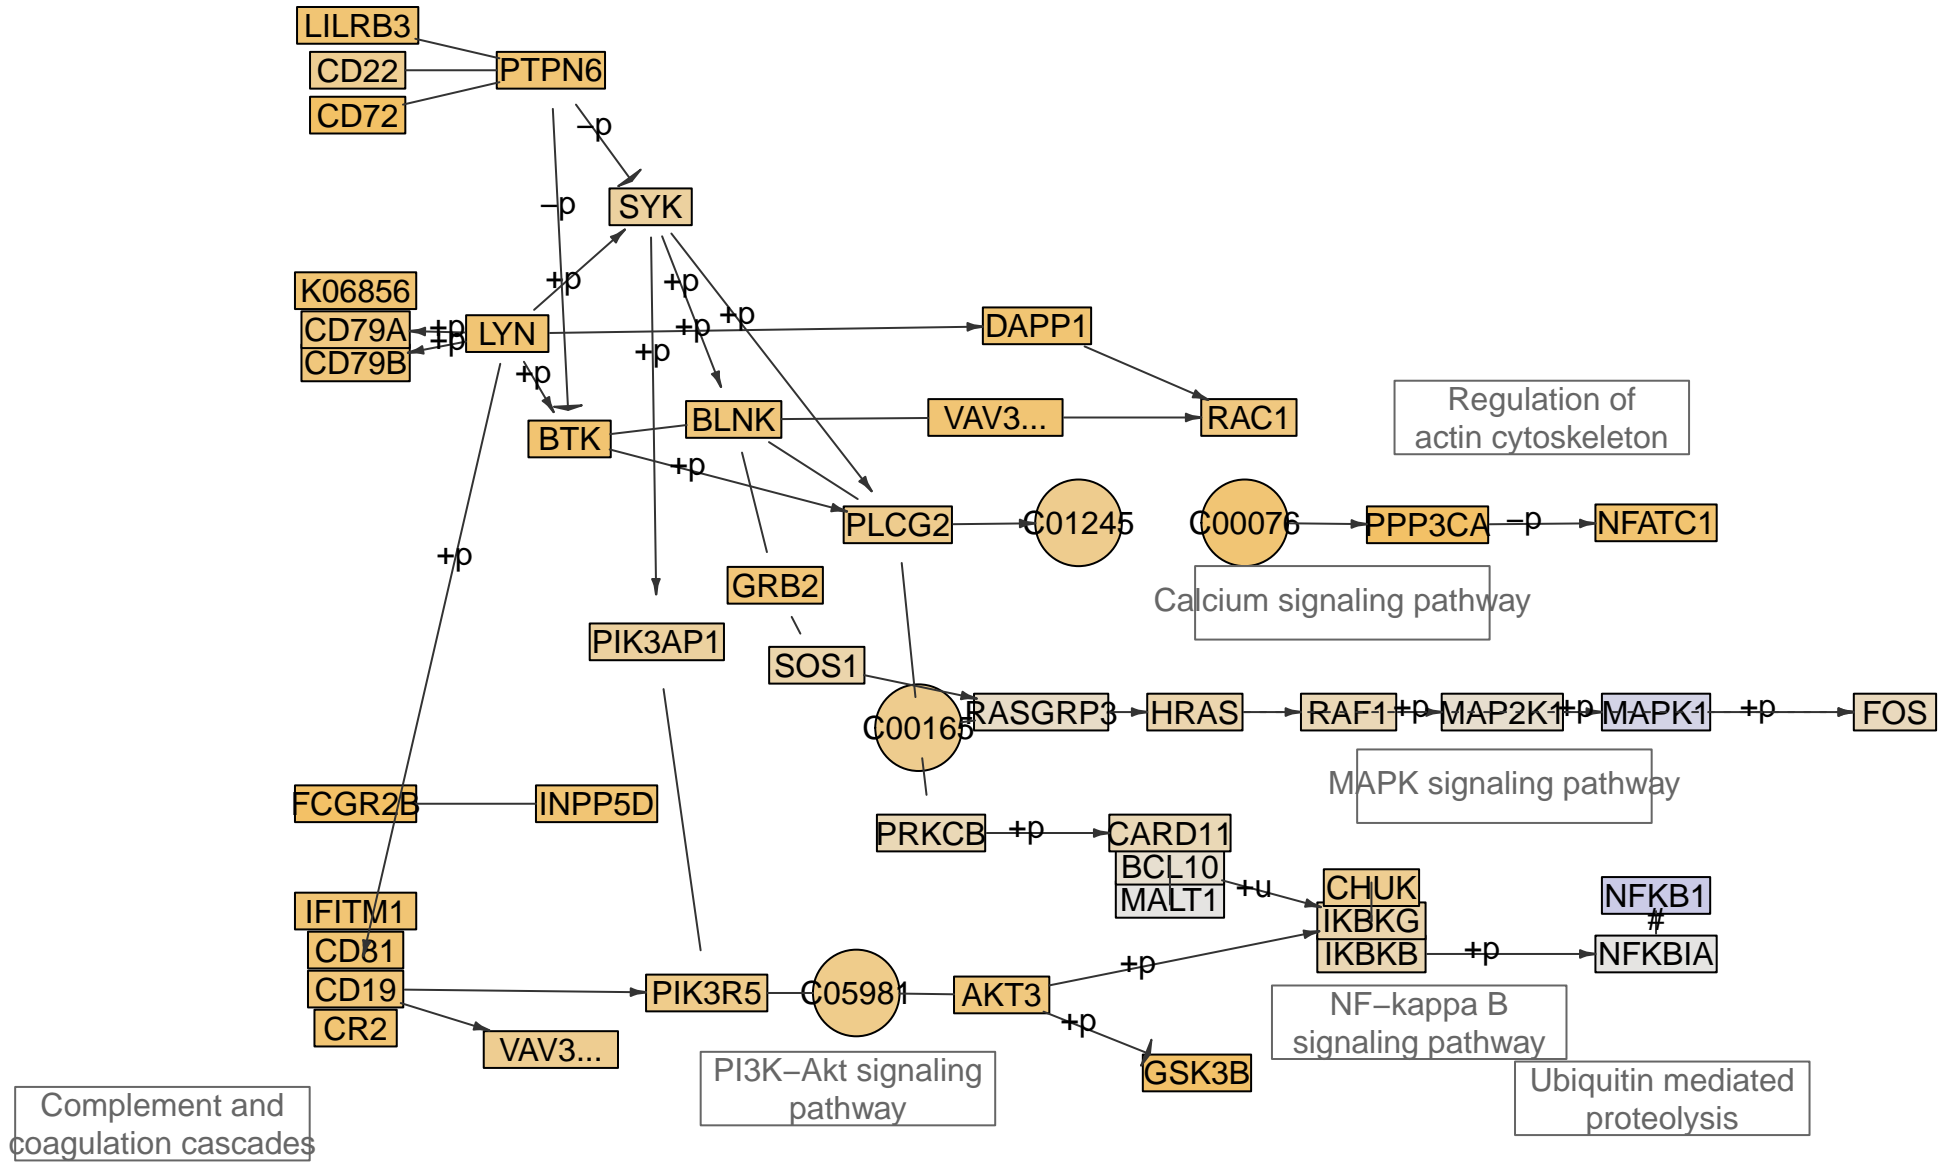 LILRB3
CD22
PTPN6
CD72
−p
SYK
−p
+p
+p
K06856
CD79A
+p
+p
LYN
CD79B
+p
+p
+p
+p
DAPP1
BTK
BLNK
VAV3...
RAC1
Regulation of
actin cytoskeleton
+p
PLCG2
C01245
C00076
PPP3CA
−p
NFATC1
+p
GRB2
Calcium signaling pathway
PIK3AP1
SOS1
C00165
RASGRP3
HRAS
RAF1
+p
MAP2K1
+p
MAPK1
+p
FOS
MAPK signaling pathway
FCGR2B
INPP5D
PRKCB
+p
CARD11
BCL10
MALT1
+u
CHUK
IKBKG
IKBKB
NFKB1
#
+p
NFKBIA
IFITM1
CD81
CD19
CR2
VAV3...
PIK3R5
C05981
AKT3
+p
+p
GSK3B
NF−kappa B
signaling pathway
PI3K−Akt signaling
pathway
Ubiquitin mediated
proteolysis
Complement and
coagulation cascades